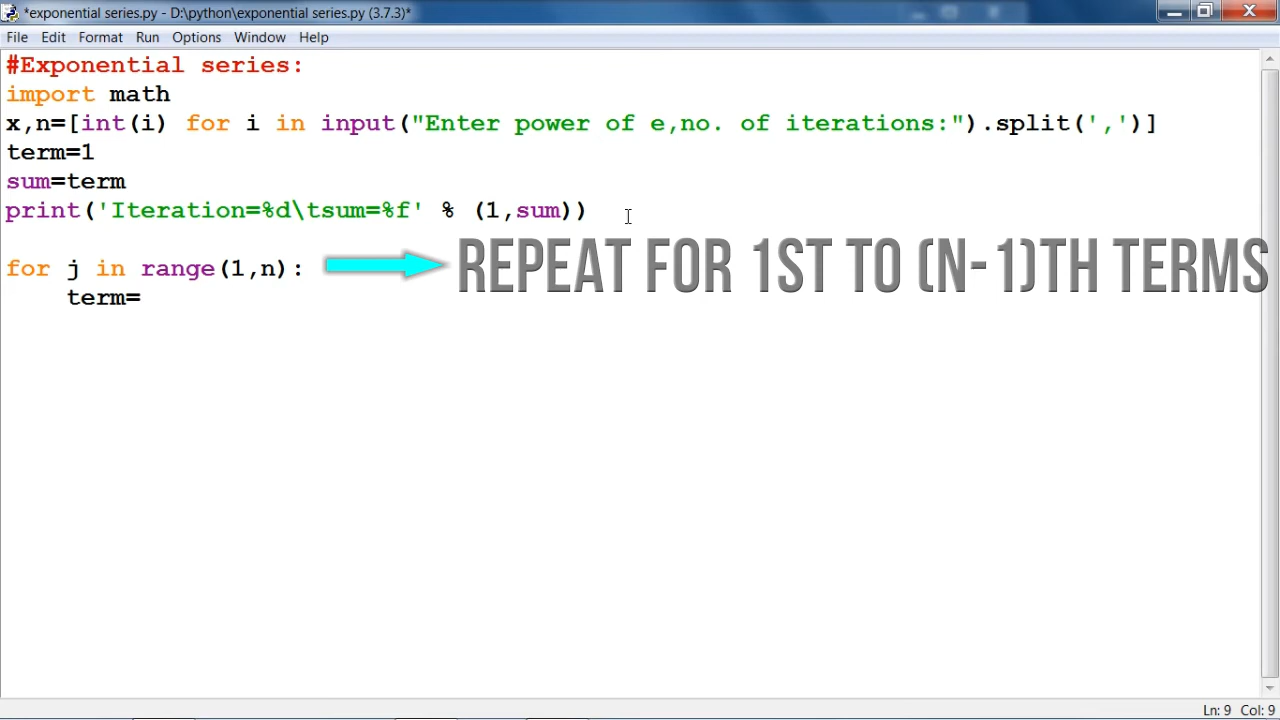 *exponential series.py - D:\python\exponential series.py (3.7.3)*
File Edit Format Run Options Window Help
#Exponential series:
import math
x,n=[int(i) for i in input("Enter power of e,no. of iterations:").split(',')]
term=1
sum=term
print('Iteration=%d\tsum=%f' % (1,sum))
for j in range(1,n): REPEAT FOR 1ST TO (N-1)TH TERMS
    term=
Ln: 9 Col: 9